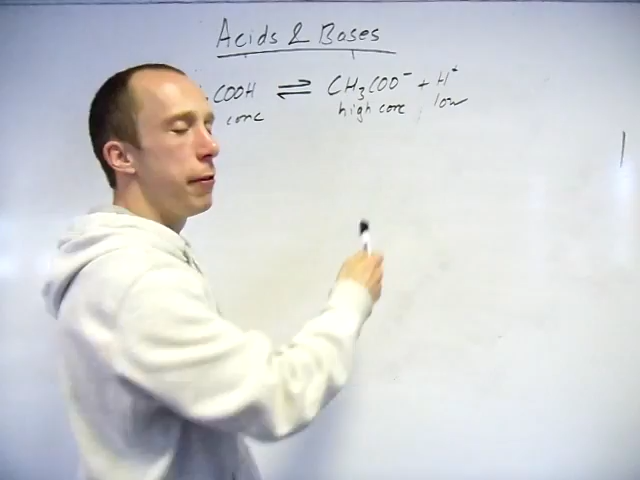 Acids & Bases
COOH ⇌ CH₃COO⁻ + H⁺
conc high conc low